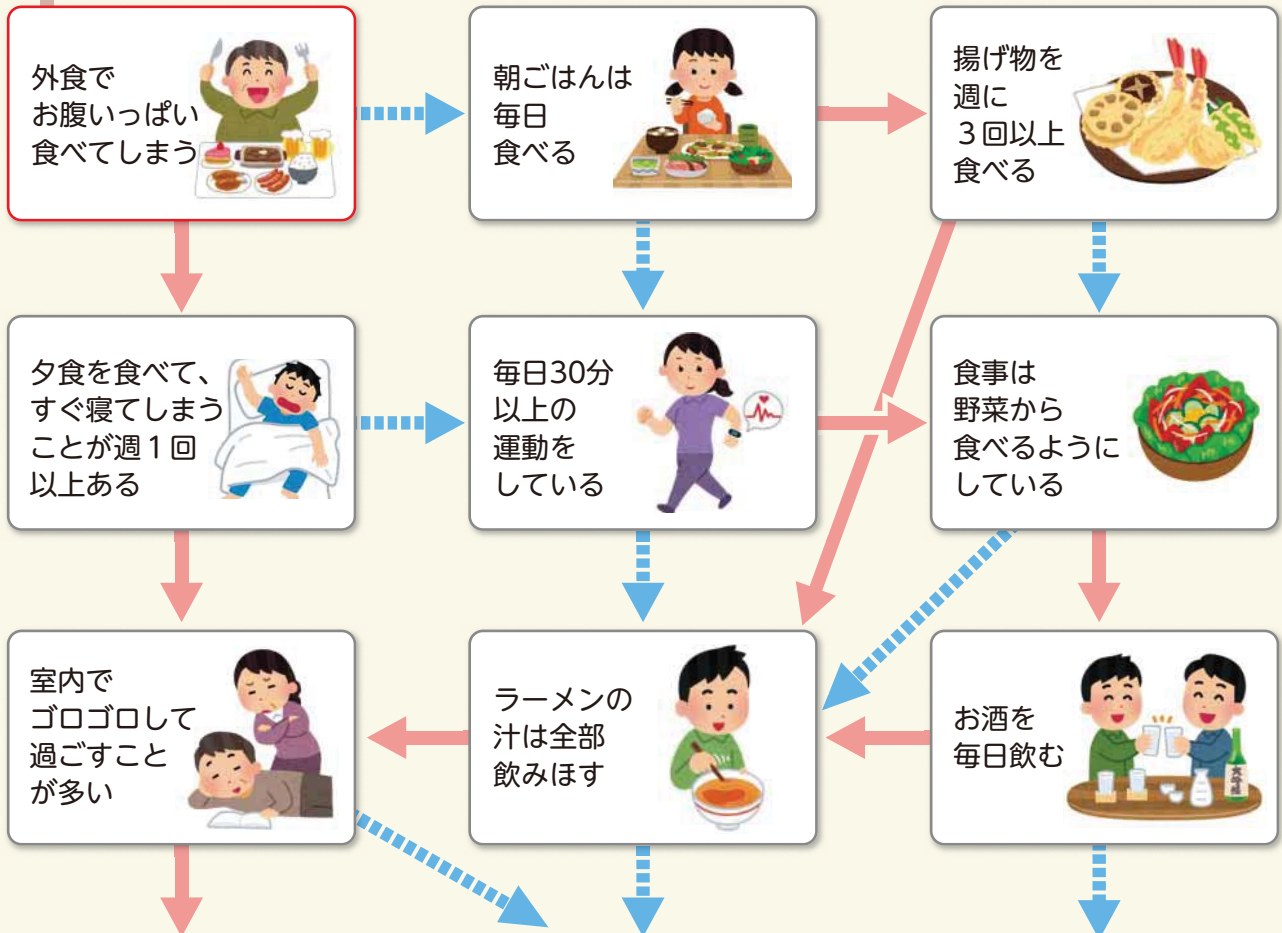 外食で
お腹いっぱい
食べてしまう
朝ごはんは
毎日
食べる
揚げ物を
週に
３回以上
食べる
夕食を食べて、
すぐ寝てしまう
ことが週１回
以上ある
毎日30分
以上の
運動を
している
食事は
野菜から
食べるように
している
室内で
ゴロゴロして
過ごすこと
が多い
ラーメンの
汁は全部
飲みほす
お酒を
毎日飲む
大吟醸